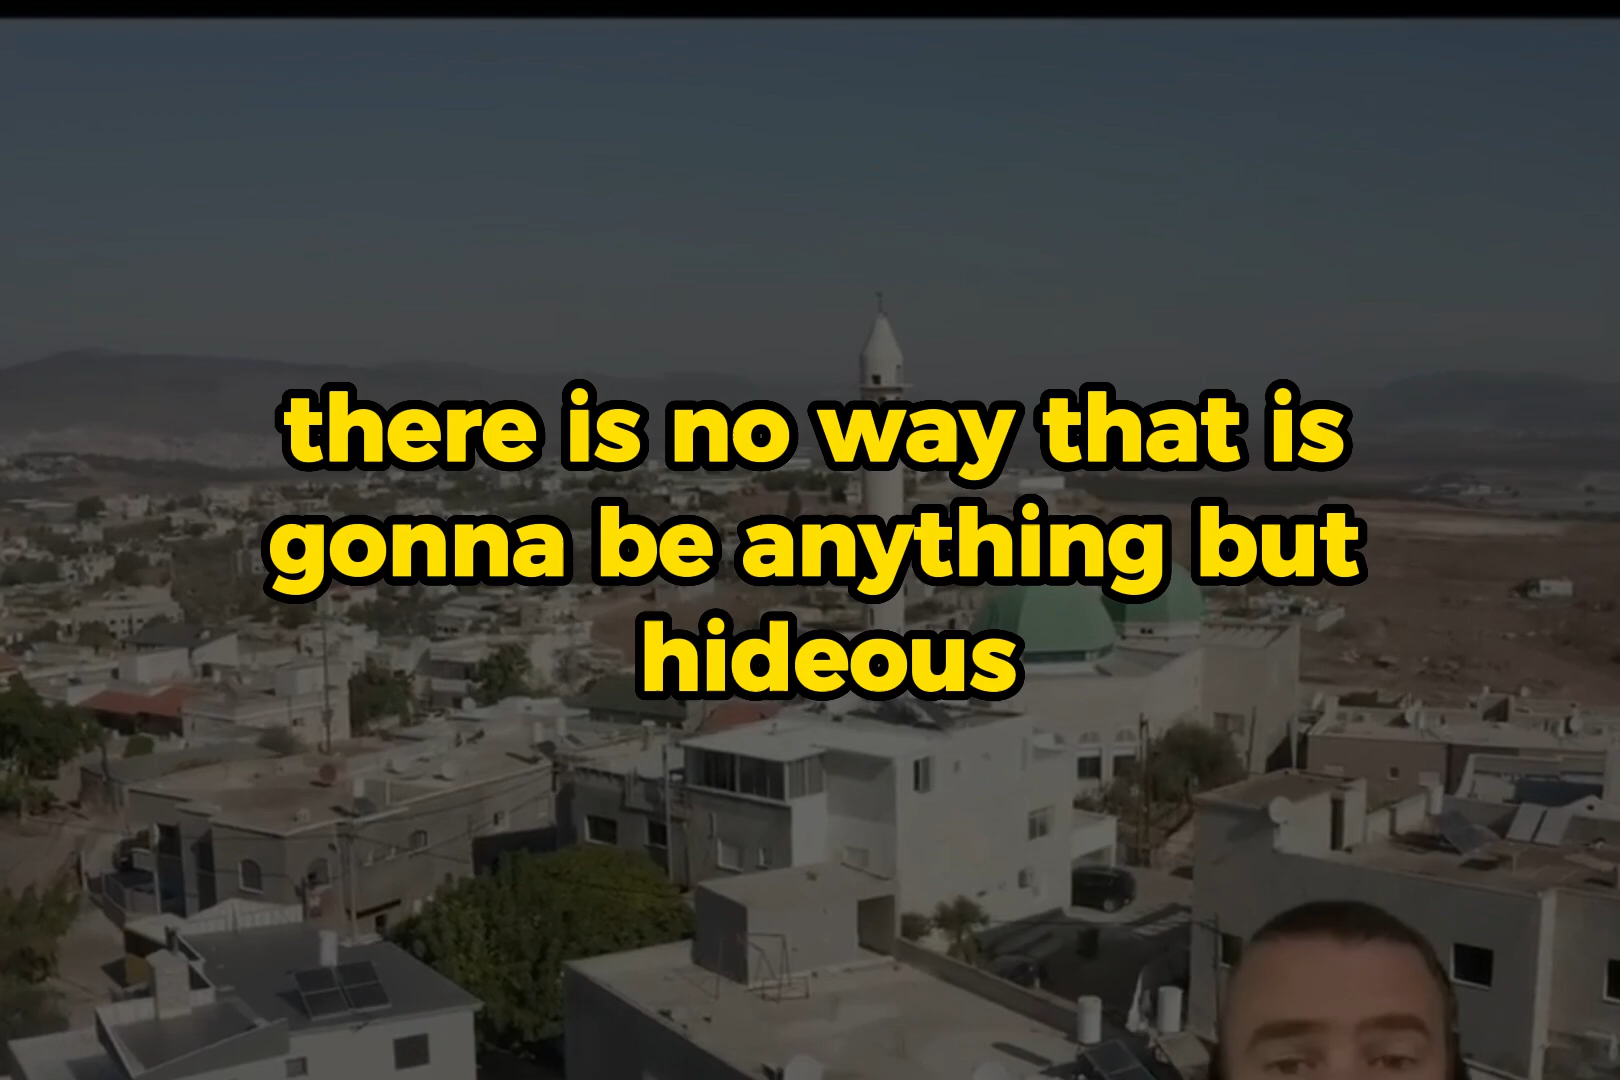 there is no way that is
gonna be anything but
hideous